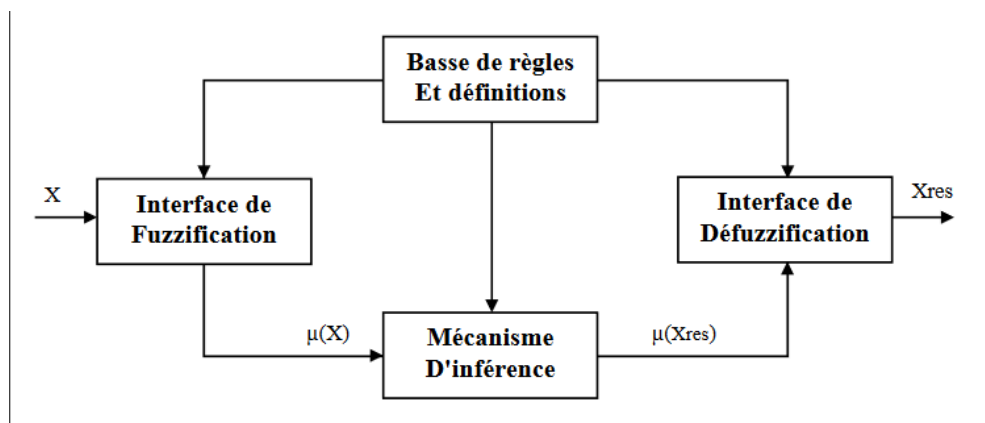 Basse de règles
Et définitions
X
Interface de
Fuzzification
Interface de
Défuzzification
Xres
μ(X)
Mécanisme
D'inférence
μ(Xres)